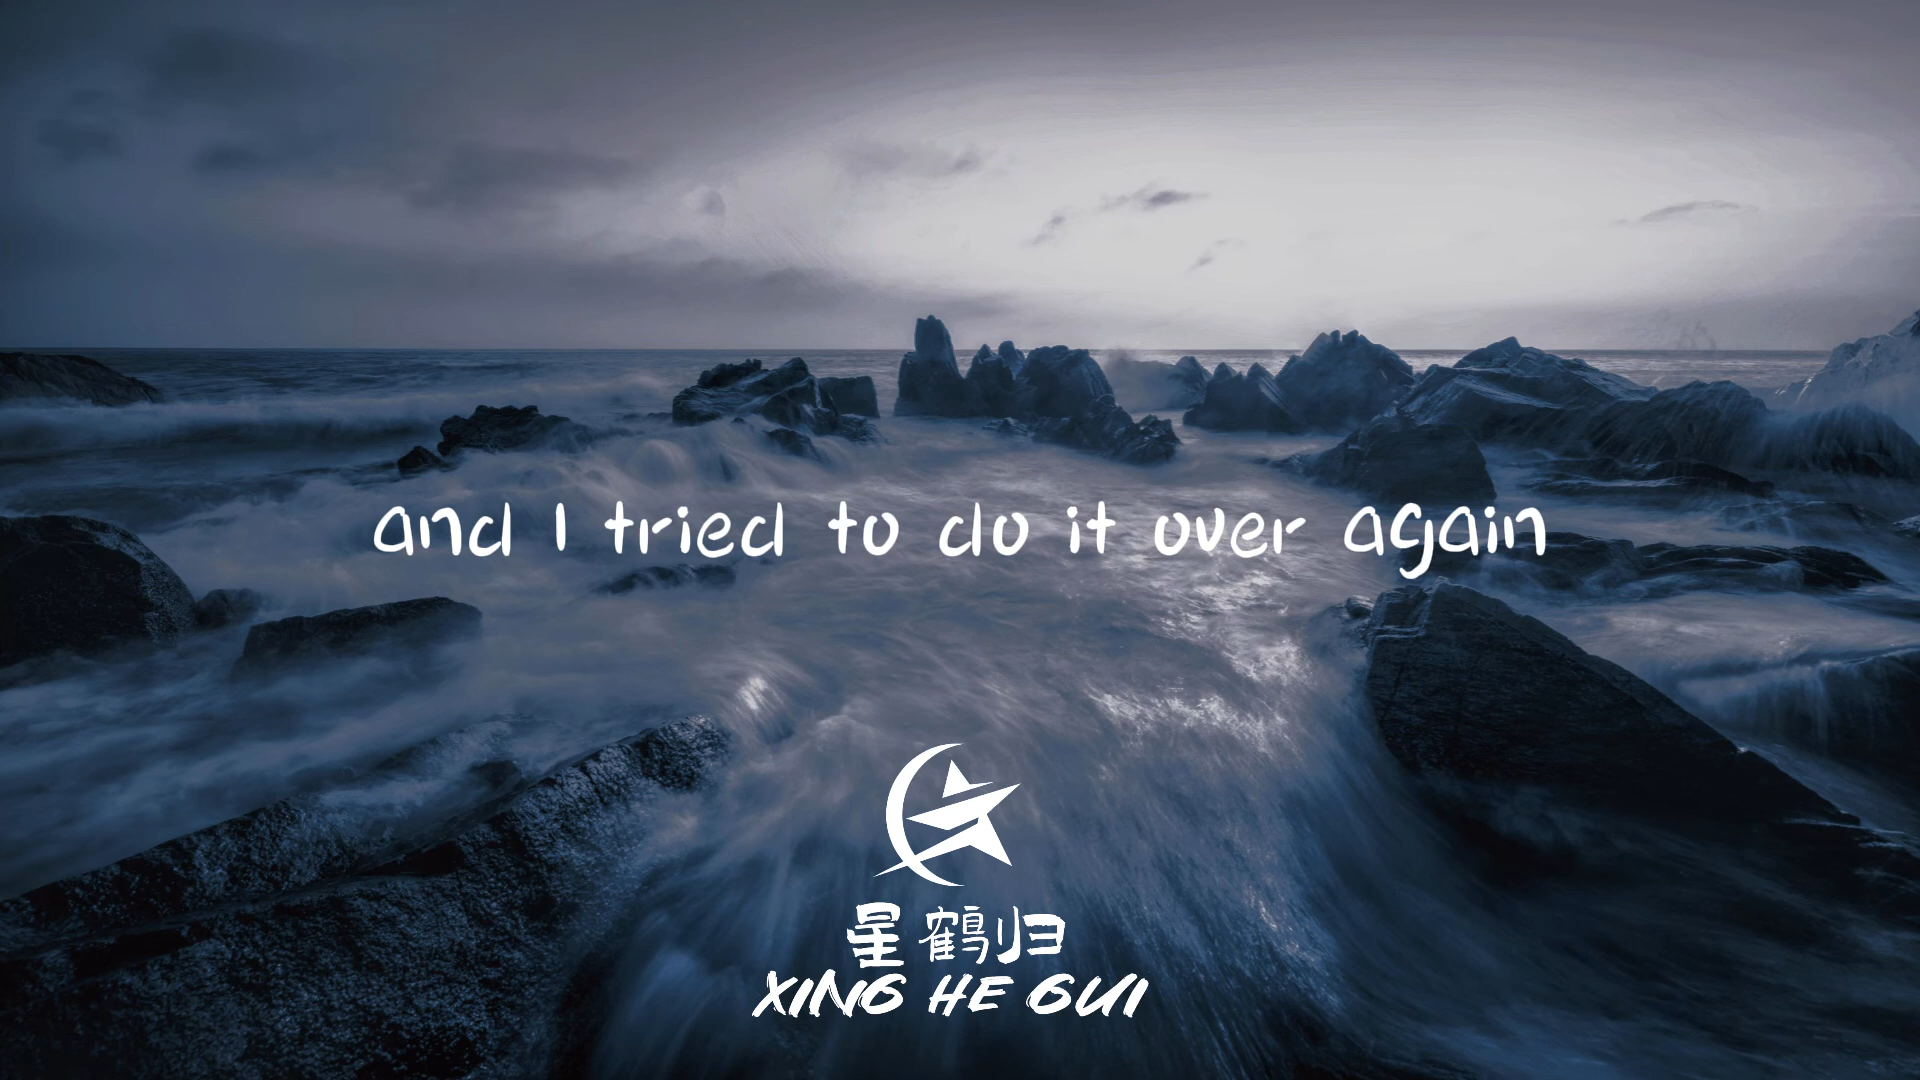 and I tried to do it over again
星鹤归
XING HE GUI